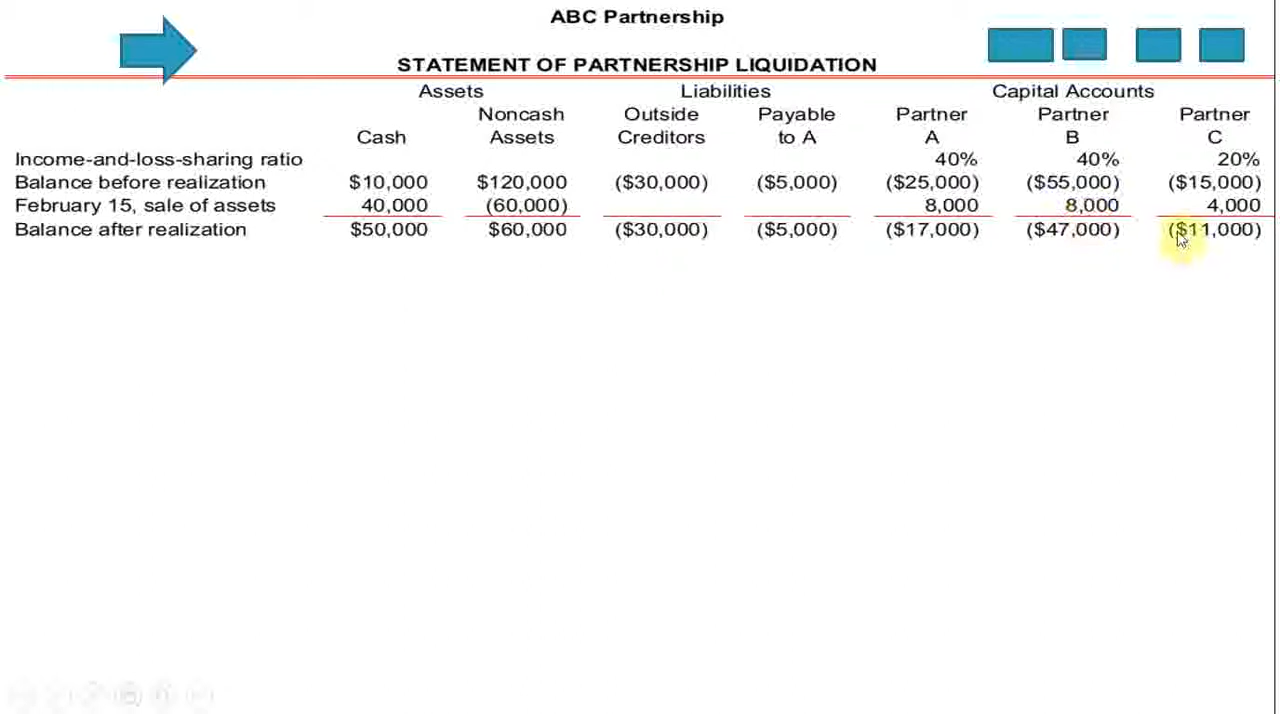 ABC Partnership
STATEMENT OF PARTNERSHIP LIQUIDATION
Assets Liabilities Capital Accounts
Noncash Outside Payable Partner Partner Partner
Cash Assets Creditors to A A B C
Income-and-loss-sharing ratio 40% 40% 20%
Balance before realization $10,000 $120,000 ($30,000) ($5,000) ($25,000) ($55,000) ($15,000)
February 15, sale of assets 40,000 (60,000) 8,000 8,000 4,000
Balance after realization $50,000 $60,000 ($30,000) ($5,000) ($17,000) ($47,000) ($11,000)